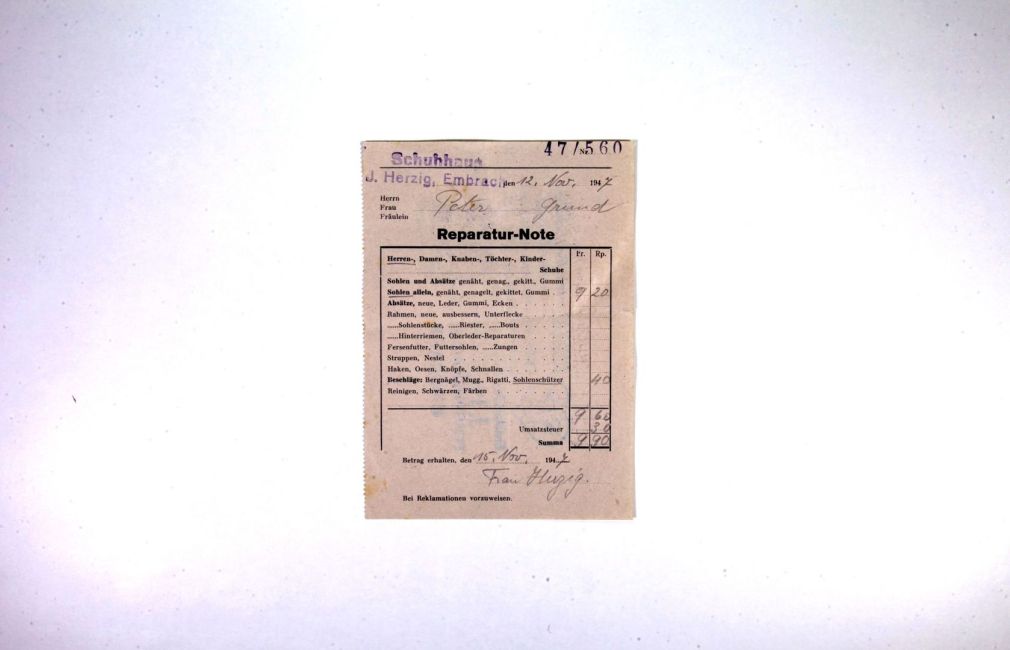 47/560
Nr.
Schuhhaus
J. Herzig, Embrach, den 12. Nov. 1947
Herrn
Frau Peter Grund
Fräulein
Reparatur-Note
Fr. Rp.
Herren-, Damen-, Knaben-, Töchter-, Kinder-
Schuhe
Sohlen und Absätze genäht, genag., gekitt., Gummi
Sohlen allein, genäht, genagelt, gekittet, Gummi . 9 20
Absätze, neue, Leder, Gummi, Ecken . . . . . .
Rahmen, neue, ausbessern, Unterflecke . . . . .
.....Sohlenstücke, .....Riester, .....Bouts . . . . .
.....Hinterriemen, Oberleder-Reparaturen . . . .
Fersenfutter, Futtersohlen, .....Zungen . . . . .
Struppen, Nestel . . . . . . . . . .
Haken, Oesen, Knöpfe, Schnallen . . . . . . .
Beschläge: Bergnägel, Mugg., Rigatti, Sohlenschützer 40
Reinigen, Schwärzen, Färben . . . . . . . .
9 60
Umsatzsteuer 30
Summa 9 90
Betrag erhalten, den 15. Nov. 1947
Frau Herzig.
Bei Reklamationen vorzuweisen.